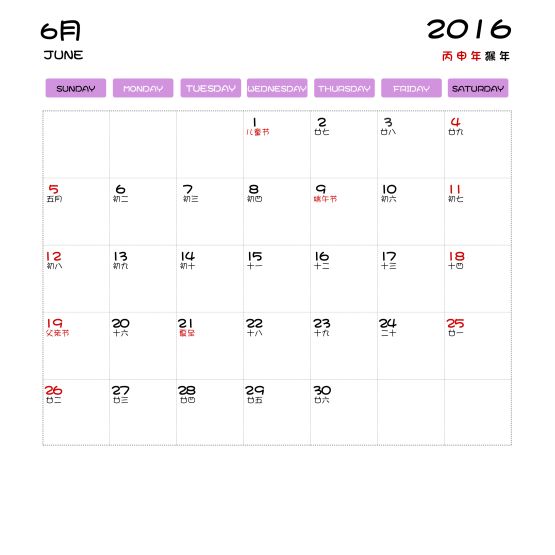 6月 2016
JUNE 丙申年猴年
SUNDAY MONDAY TUESDAY WEDNESDAY THURSDAY FRIDAY SATURDAY
1 2 3 4
儿童节 廿七 廿八 廿九
5 6 7 8 9 10 11
五月 初二 初三 初四 端午节 初六 初七
12 13 14 15 16 17 18
初八 初九 初十 十一 十二 十三 十四
19 20 21 22 23 24 25
父亲节 十六 夏至 十八 十九 二十 廿一
26 27 28 29 30
廿二 廿三 廿四 廿五 廿六